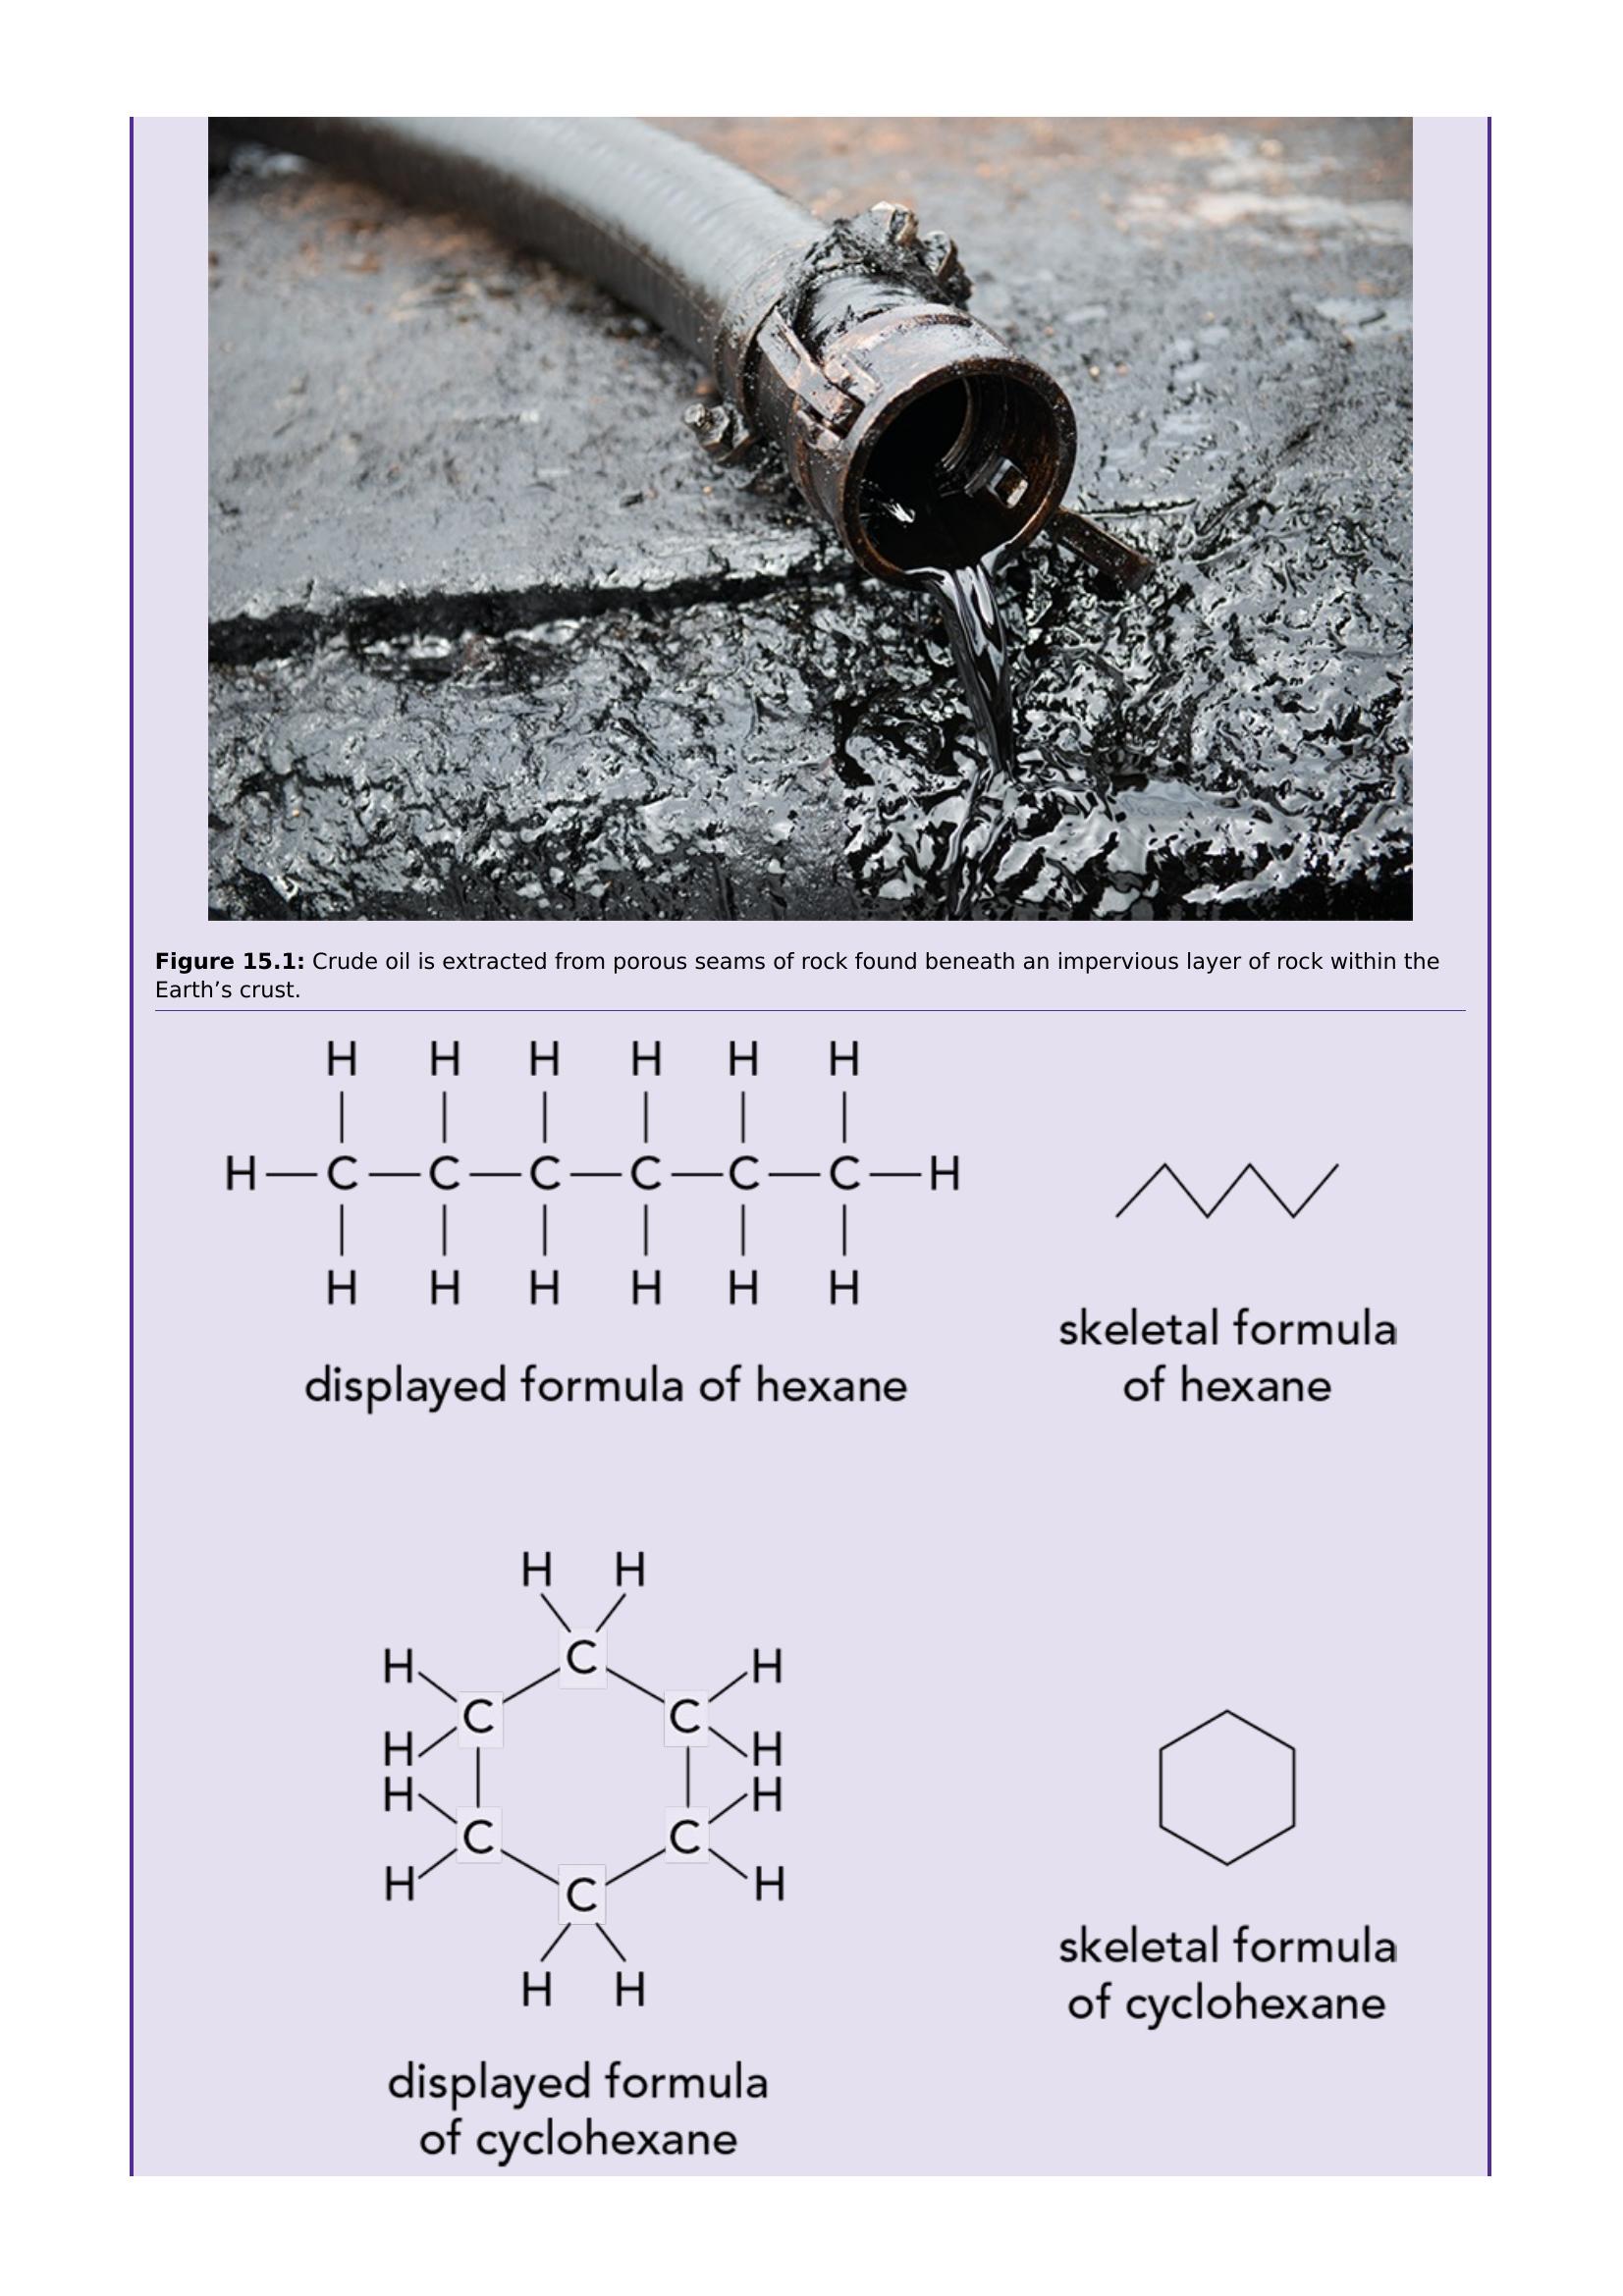 Figure 15.1: Crude oil is extracted from porous seams of rock found beneath an impervious layer of rock within the
Earth’s crust.
H H H H H H
H—C—C—C—C—C—C—H
H H H H H H
displayed formula of hexane
skeletal formula
of hexane
H H
C
H H
C C
H H
H H
C C
H H
C
H H
displayed formula
of cyclohexane
skeletal formula
of cyclohexane